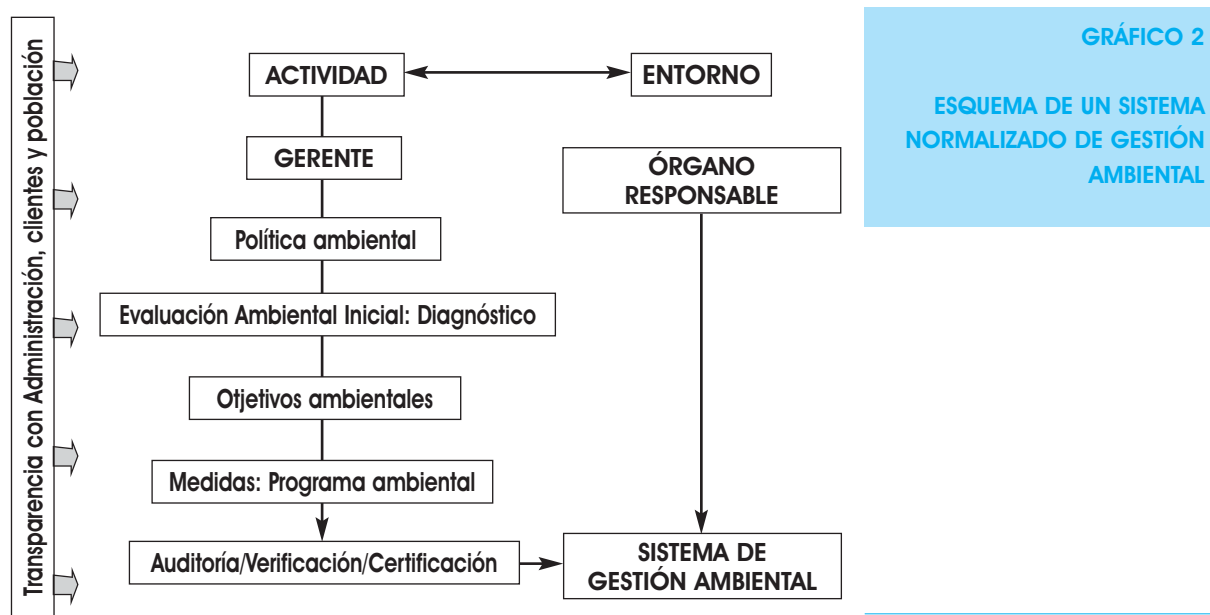 Transparencia con Administración, clientes y población
ACTIVIDAD
ENTORNO
GERENTE
ÓRGANO
RESPONSABLE
Política ambiental
Evaluación Ambiental Inicial: Diagnóstico
Otjetivos ambientales
Medidas: Programa ambiental
Auditoría/Verificación/Certificación
SISTEMA DE
GESTIÓN AMBIENTAL
GRÁFICO 2
ESQUEMA DE UN SISTEMA
NORMALIZADO DE GESTIÓN
AMBIENTAL